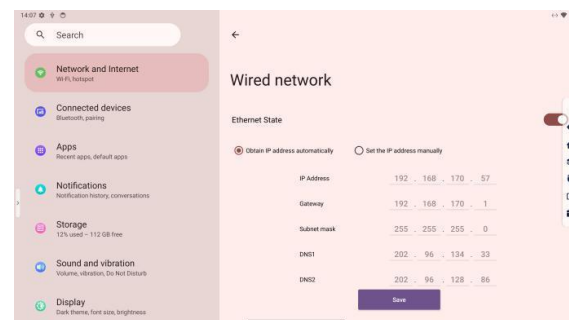 14:07
Search
Network and Internet
Wi-Fi, hotspot
Connected devices
Bluetooth, pairing
Apps
Recent apps, default apps
Notifications
Notification history, conversations
Storage
12% used – 112 GB free
Sound and vibration
Volume, vibration, Do Not Disturb
Display
Dark theme, font size, brightness
Wired network
Ethernet State
Obtain IP address automatically Set the IP address manually
IP Address 192 . 168 . 170 . 57
Gateway 192 . 168 . 170 . 1
Subnet mask 255 . 255 . 255 . 0
DNS1 202 . 96 . 134 . 33
DNS2 202 . 96 . 128 . 86
Save